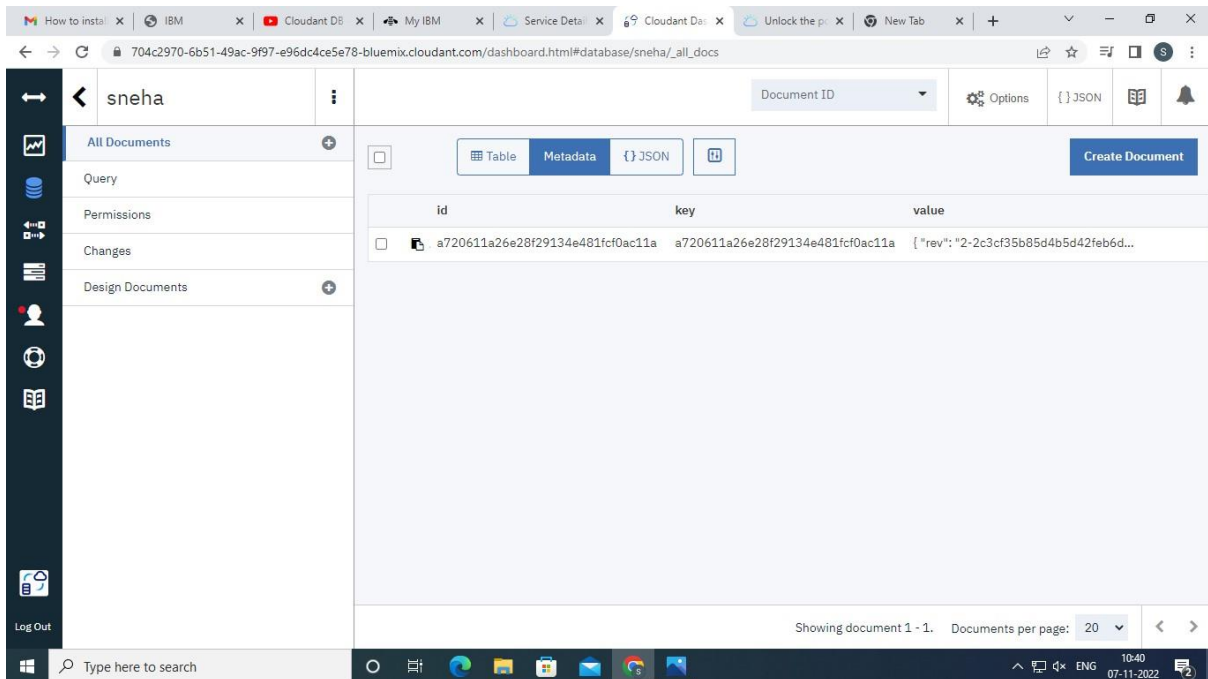 How to instal
IBM
Cloudant DB
My IBM
Service Detail
Cloudant Das
Unlock the po
New Tab
704c2970-6b51-49ac-9f97-e96dc4ce5e78-bluemix.cloudant.com/dashboard.html#database/sneha/_all_docs
S
sneha
Document ID
Options
{ } JSON
All Documents
Query
Permissions
Changes
Design Documents
Table
Metadata
{ } JSON
Create Document
id key value
a720611a26e28f29134e481fcf0ac11a a720611a26e28f29134e481fcf0ac11a { "rev": "2-2c3cf35b85d4b5d42feb6d...
Log Out
Showing document 1 - 1. Documents per page: 20
Type here to search
ENG
10:40
07-11-2022
2